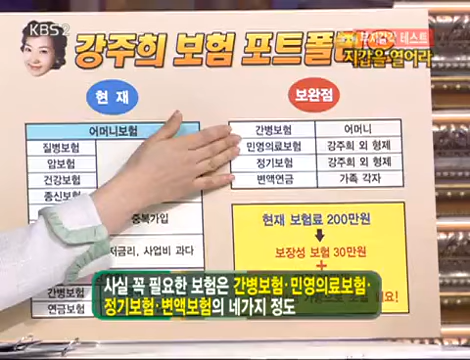 KBS2
강주희 보험 포트폴
테스트
지갑을 열어라
현재
보완점
어머니보험
질병보험
암보험
건강보험
종신보험
중복가입
저금리, 사업비 과다
간병보험
연금보험
간병보험 어머니
민영의료보험 강주희 외 형제
정기보험 강주희 외 형제
변액연금 가족 각자
현재 보험료 200만원
보장성 보험 30만원
+
요!
사실 꼭 필요한 보험은 간병보험·민영의료보험·
정기보험·변액보험의 네가지 정도